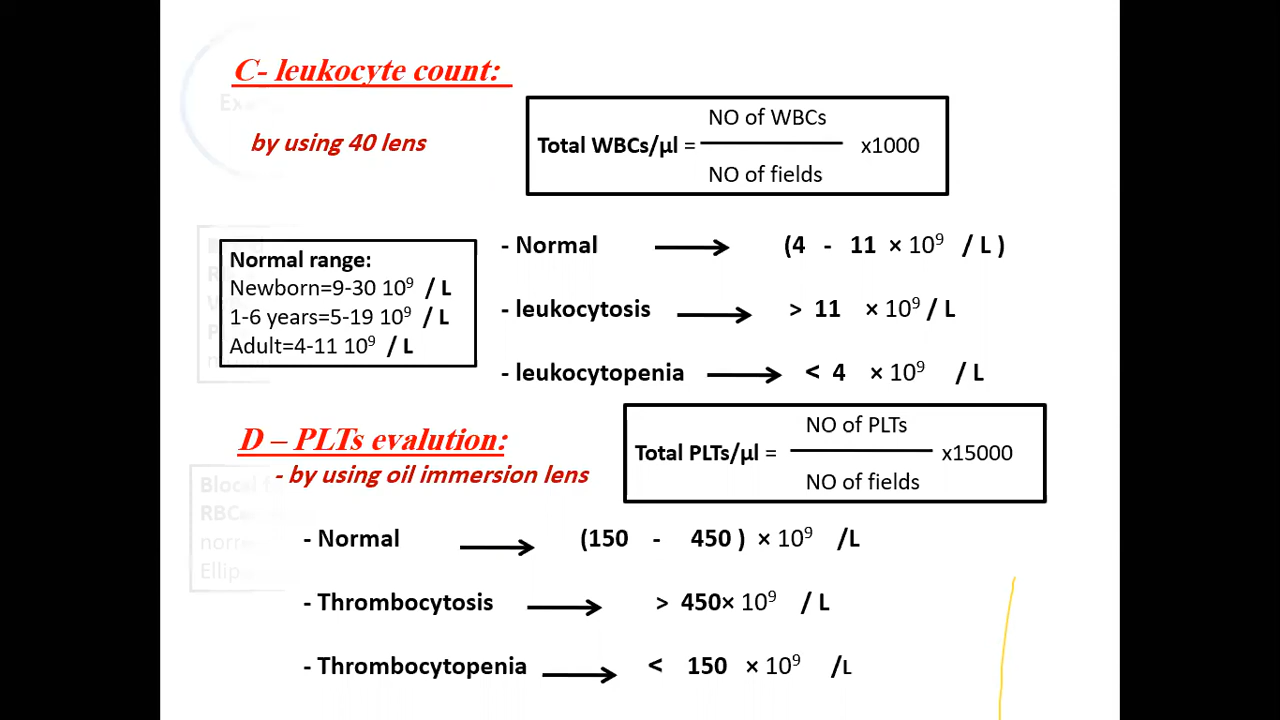 C- leukocyte count:
by using 40 lens
Total WBCs/µl = NO of WBCs / NO of fields x1000
Normal range:
Newborn=9-30 10⁹ / L
1-6 years=5-19 10⁹ / L
Adult=4-11 10⁹ / L
- Normal → (4 - 11 × 10⁹ / L )
- leukocytosis → > 11 × 10⁹ / L
- leukocytopenia → < 4 × 10⁹ / L
D – PLTs evalution:
- by using oil immersion lens
Total PLTs/µl = NO of PLTs / NO of fields x15000
- Normal → (150 - 450 ) × 10⁹ /L
- Thrombocytosis → > 450× 10⁹ / L
- Thrombocytopenia → < 150 × 10⁹ /L